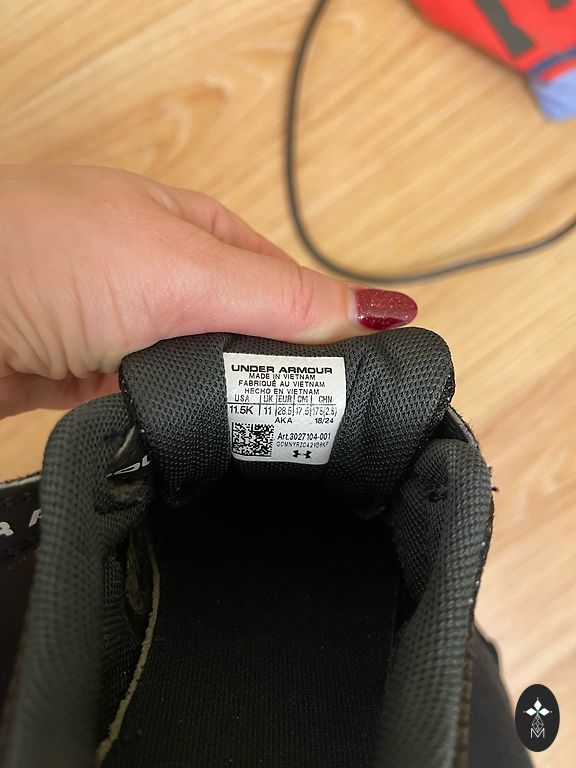 UNDER ARMOUR
MADE IN VIETNAM
FABRIQUÉ AU VIETNAM
HECHO EN VIETNAM
USA UK EUR CM CHN
11.5K 11 28.5 17.5
AKA 18/24
Art.3027104-001
M